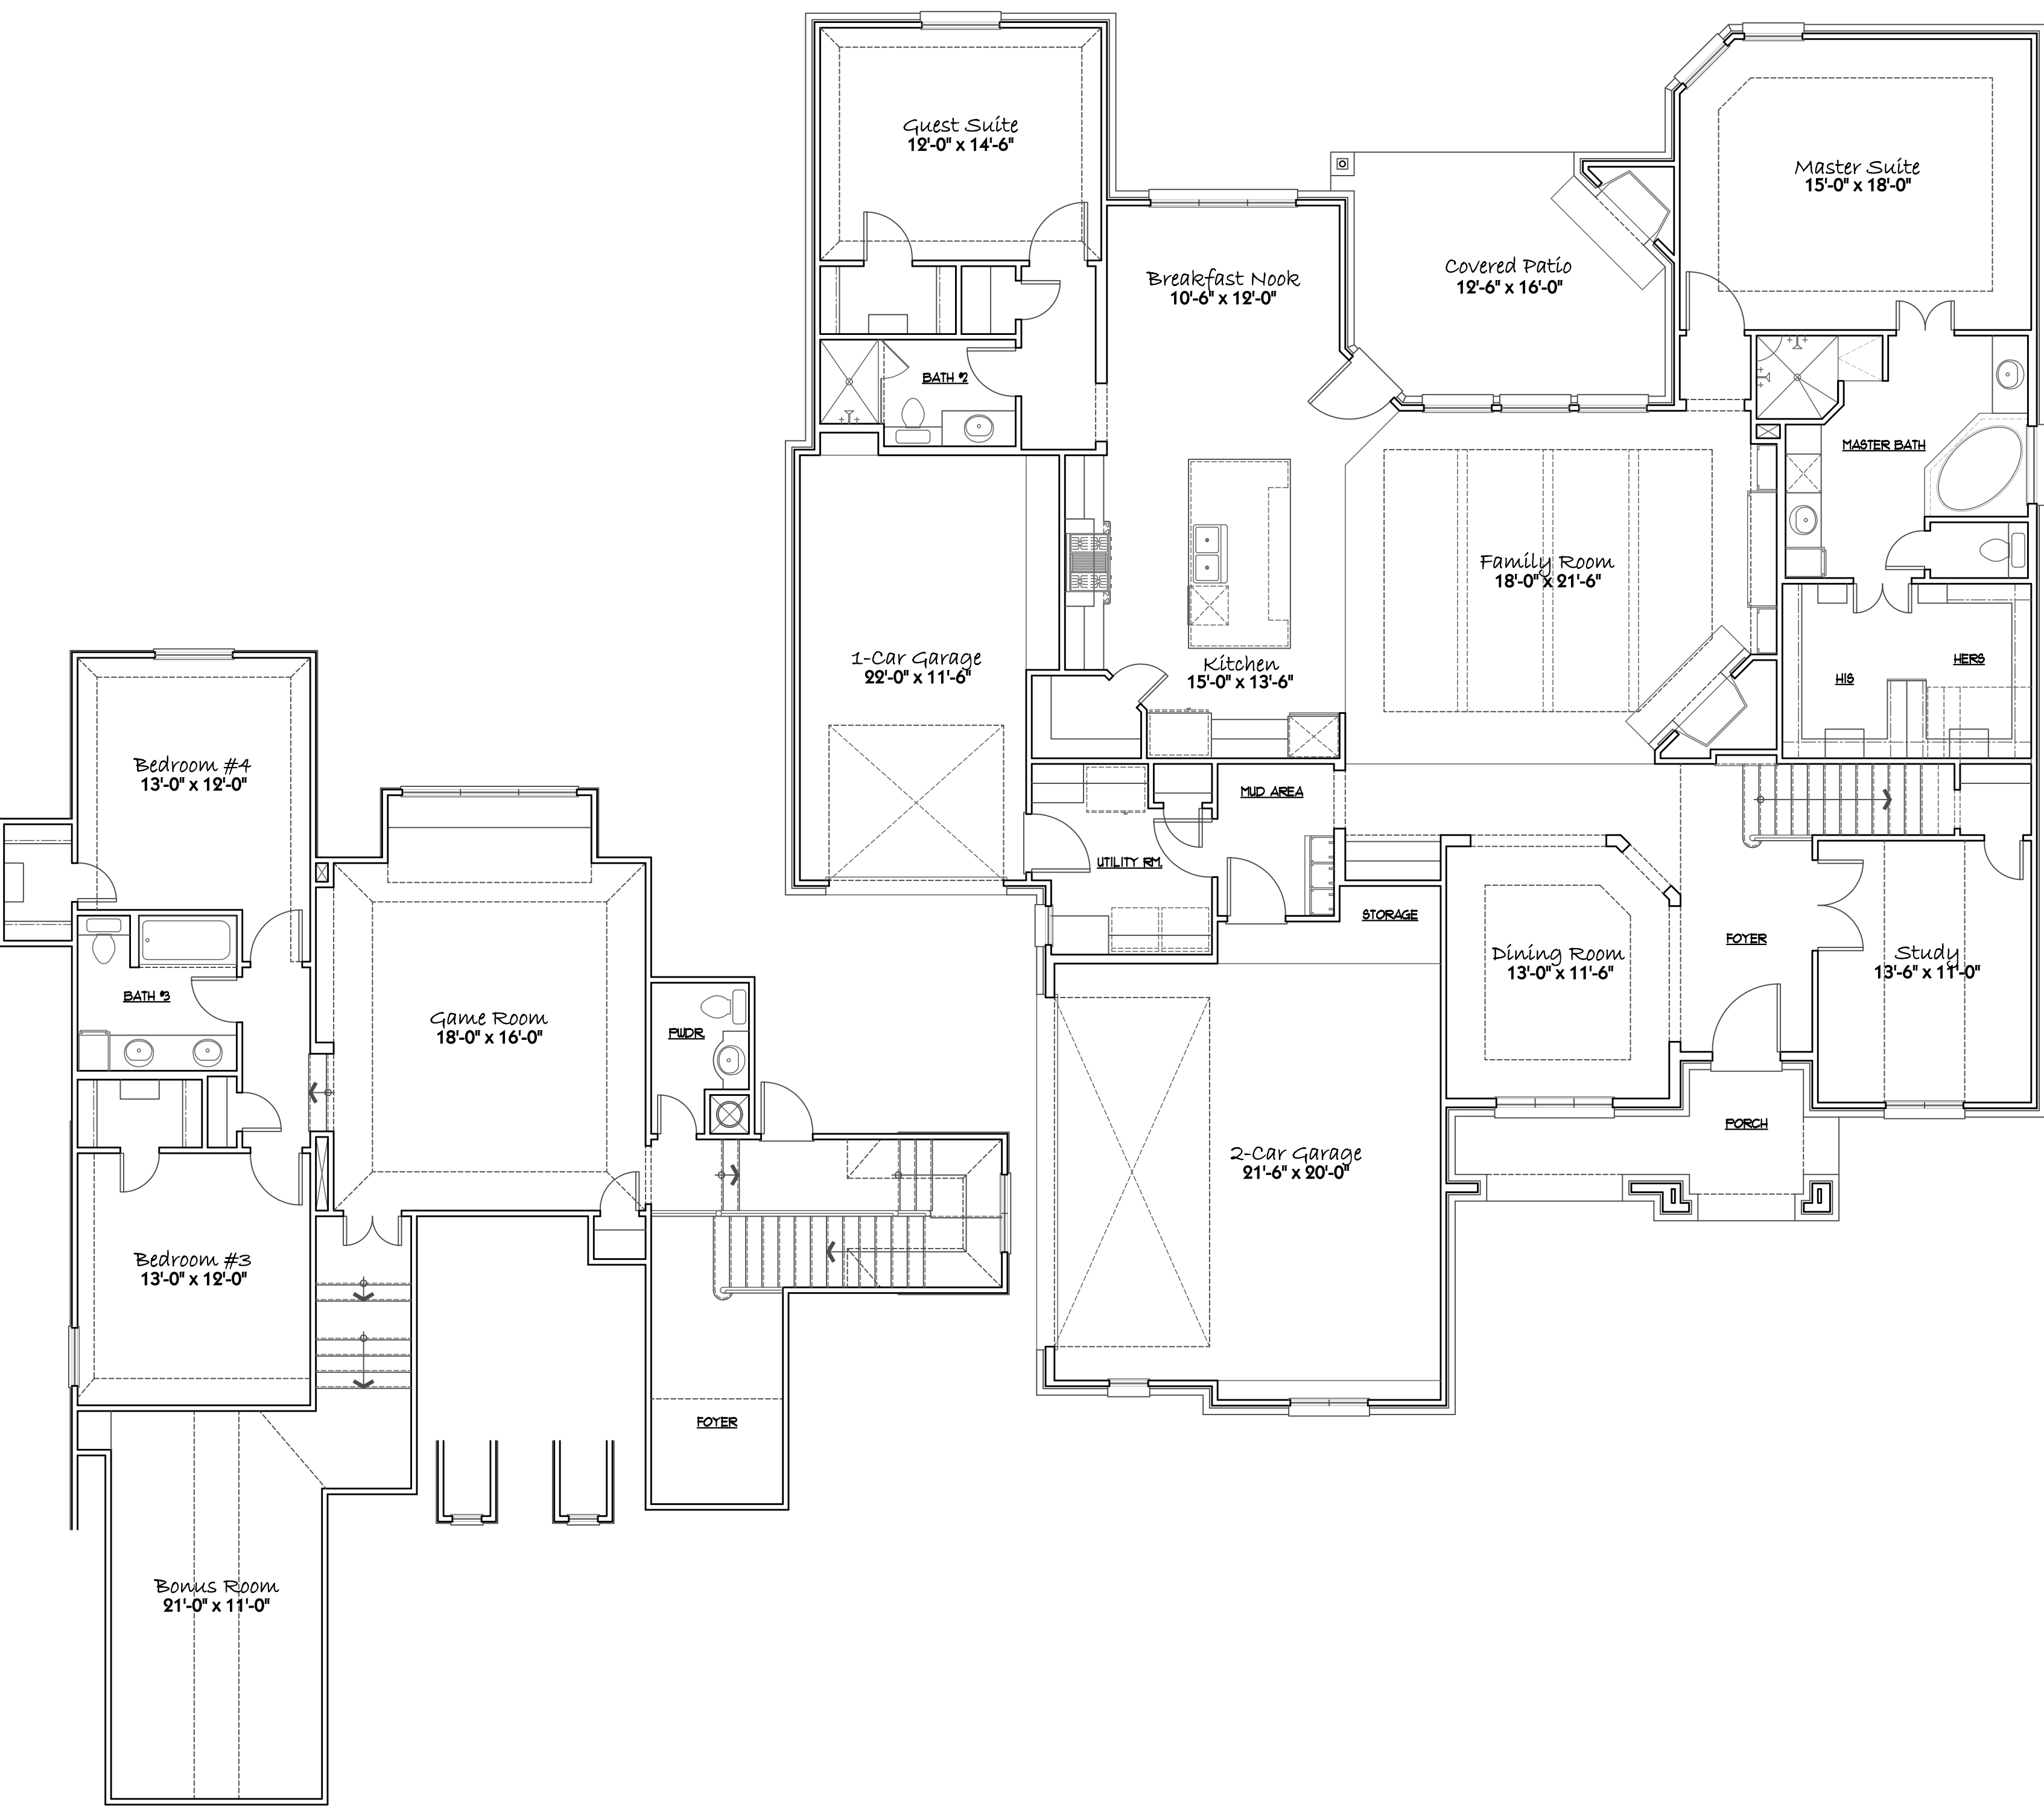 Guest Suite
12'-0" x 14'-6"
Master Suite
15'-0" x 18'-0"
Breakfast Nook
10'-6" x 12'-0"
Covered Patio
12'-6" x 16'-0"
BATH #2
MASTER BATH
Family Room
18'-0" x 21'-6"
1-Car Garage
22'-0" x 11'-6"
Kitchen
15'-0" x 13'-6"
HIS
HERS
MUD AREA
UTILITY RM.
STORAGE
Dining Room
13'-0" x 11'-6"
FOYER
Study
13'-6" x 11'-0"
PORCH
2-Car Garage
21'-6" x 20'-0"
Bedroom #4
13'-0" x 12'-0"
BATH #3
Game Room
18'-0" x 16'-0"
PWDR.
Bedroom #3
13'-0" x 12'-0"
FOYER
Bonus Room
21'-0" x 11'-0"